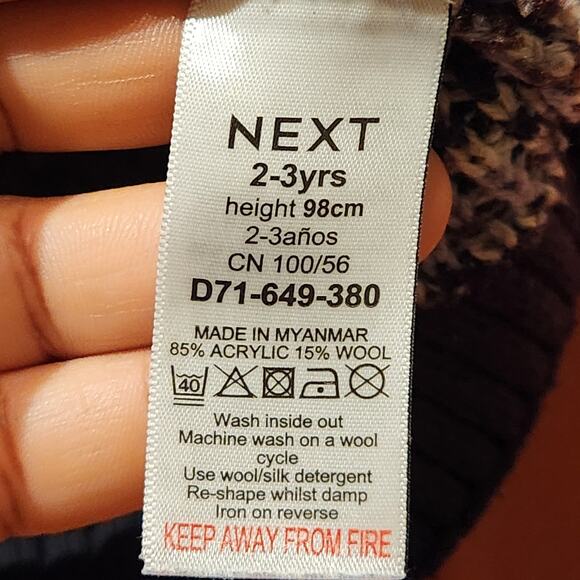 NEXT
2-3yrs
height 98cm
2-3años
CN 100/56
D71-649-380
MADE IN MYANMAR
85% ACRYLIC 15% WOOL
40
Wash inside out
Machine wash on a wool
cycle
Use wool/silk detergent
Re-shape whilst damp
Iron on reverse
KEEP AWAY FROM FIRE